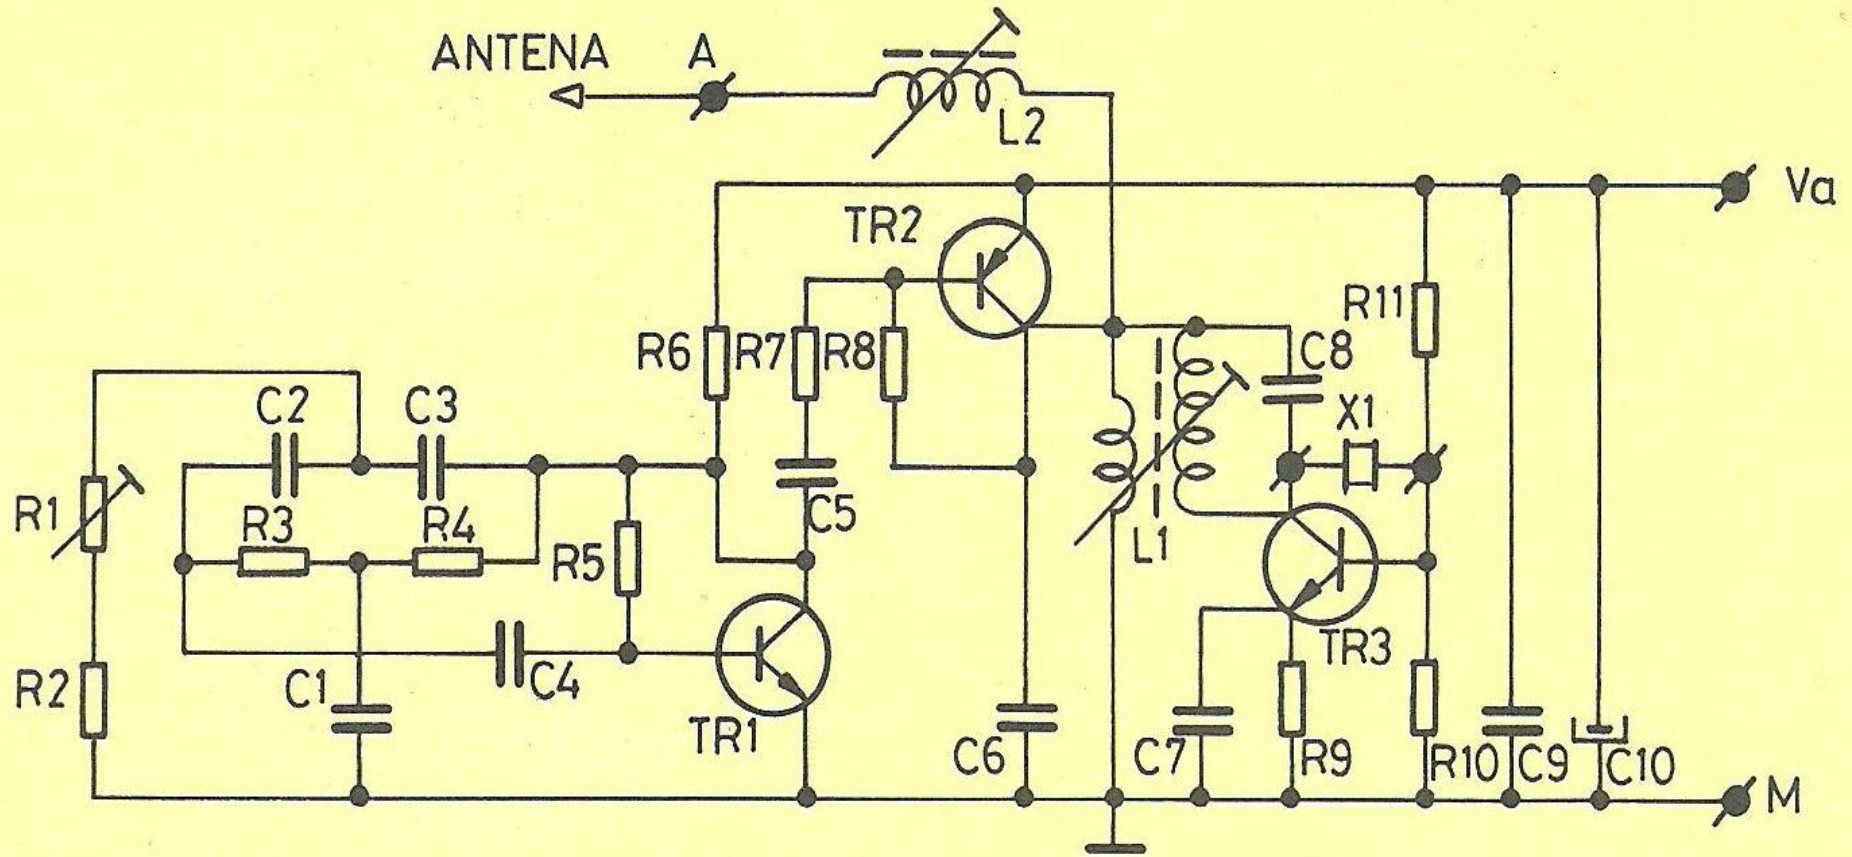 ANTENA A
L2
Va
TR2
R6 R7 R8
C8
R11
C2 C3
X1
R1 R3 R4 R5
C5
L1
R2 C1 C4
TR1
C6
C7
TR3
R9
R10 C9 C10
M